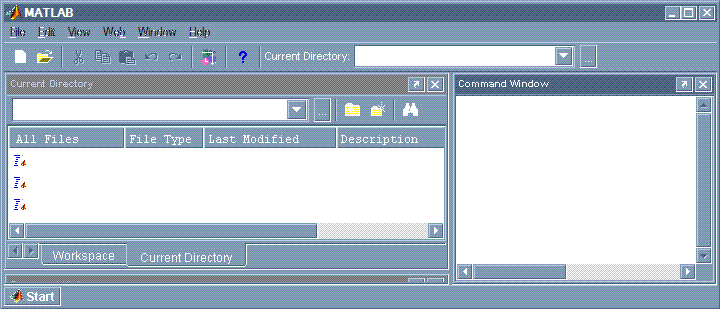 MATLAB
File Edit View Web Window Help
? Current Directory: ...
Current Directory
Command Window
...
All Files File Type Last Modified Description
Workspace Current Directory
Start